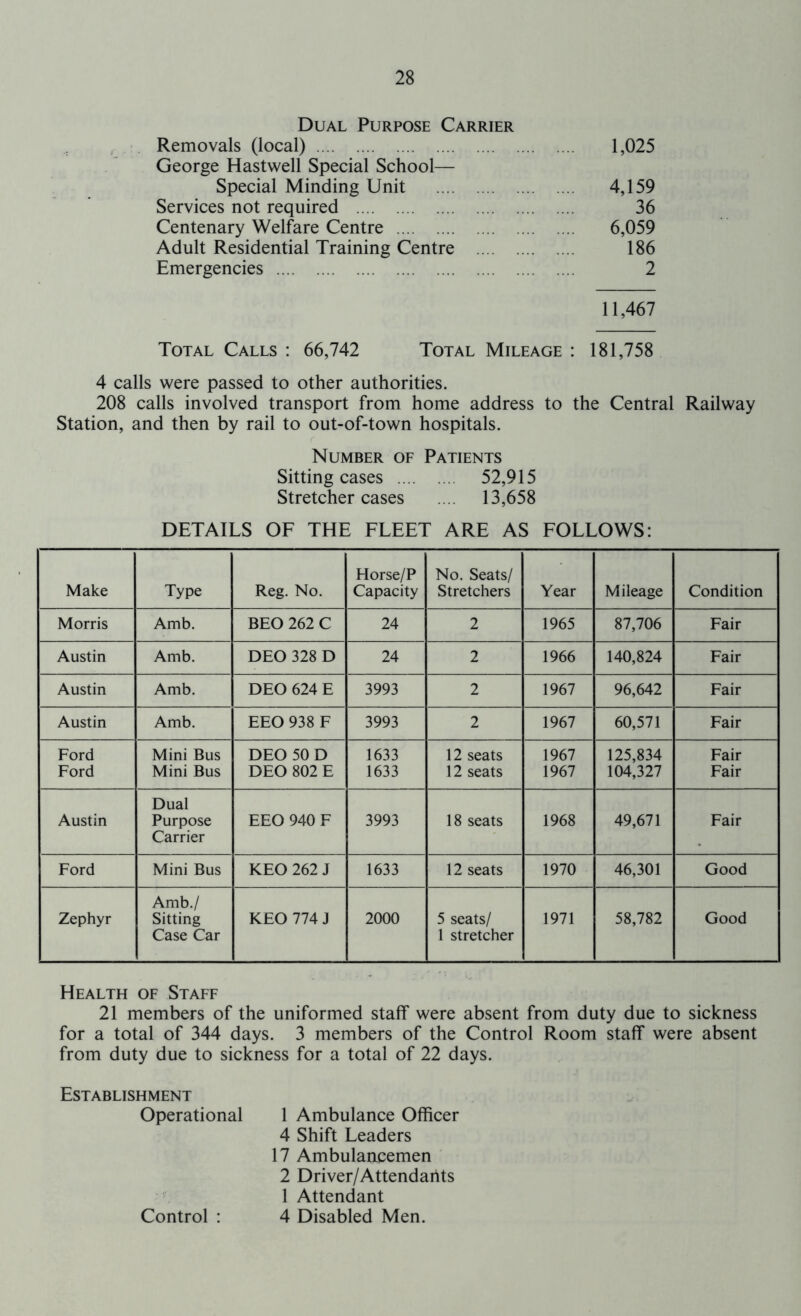 28
DUAL PURPOSE CARRIER
Removals (local) .... .... .... .... .... .... .... 1,025
George Hastwell Special School—
Special Minding Unit .... .... .... .... 4,159
Services not required .... .... .... .... .... .... 36
Centenary Welfare Centre .... .... .... .... .... 6,059
Adult Residential Training Centre .... .... .... 186
Emergencies .... .... .... .... .... .... .... .... 2
11,467
TOTAL CALLS : 66,742 TOTAL MILEAGE : 181,758
4 calls were passed to other authorities.
208 calls involved transport from home address to the Central Railway
Station, and then by rail to out-of-town hospitals.
NUMBER OF PATIENTS
Sitting cases .... .... 52,915
Stretcher cases .... 13,658
DETAILS OF THE FLEET ARE AS FOLLOWS:
Make Type Reg. No. Horse/P Capacity No. Seats/ Stretchers Year Mileage Condition
Morris Amb. BEO 262 C 24 2 1965 87,706 Fair
Austin Amb. DEO 328 D 24 2 1966 140,824 Fair
Austin Amb. DEO 624 E 3993 2 1967 96,642 Fair
Austin Amb. EEO 938 F 3993 2 1967 60,571 Fair
Ford Mini Bus DEO 50 D 1633 12 seats 1967 125,834 Fair
Ford Mini Bus DEO 802 E 1633 12 seats 1967 104,327 Fair
Austin Dual Purpose Carrier EEO 940 F 3993 18 seats 1968 49,671 Fair
Ford Mini Bus KEO 262 J 1633 12 seats 1970 46,301 Good
Zephyr Amb./ Sitting Case Car KEO 774 J 2000 5 seats/ 1 stretcher 1971 58,782 Good
HEALTH OF STAFF
21 members of the uniformed staff were absent from duty due to sickness
for a total of 344 days. 3 members of the Control Room staff were absent
from duty due to sickness for a total of 22 days.
ESTABLISHMENT
Operational 1 Ambulance Officer
4 Shift Leaders
17 Ambulancemen
2 Driver/Attendants
1 Attendant
Control : 4 Disabled Men.